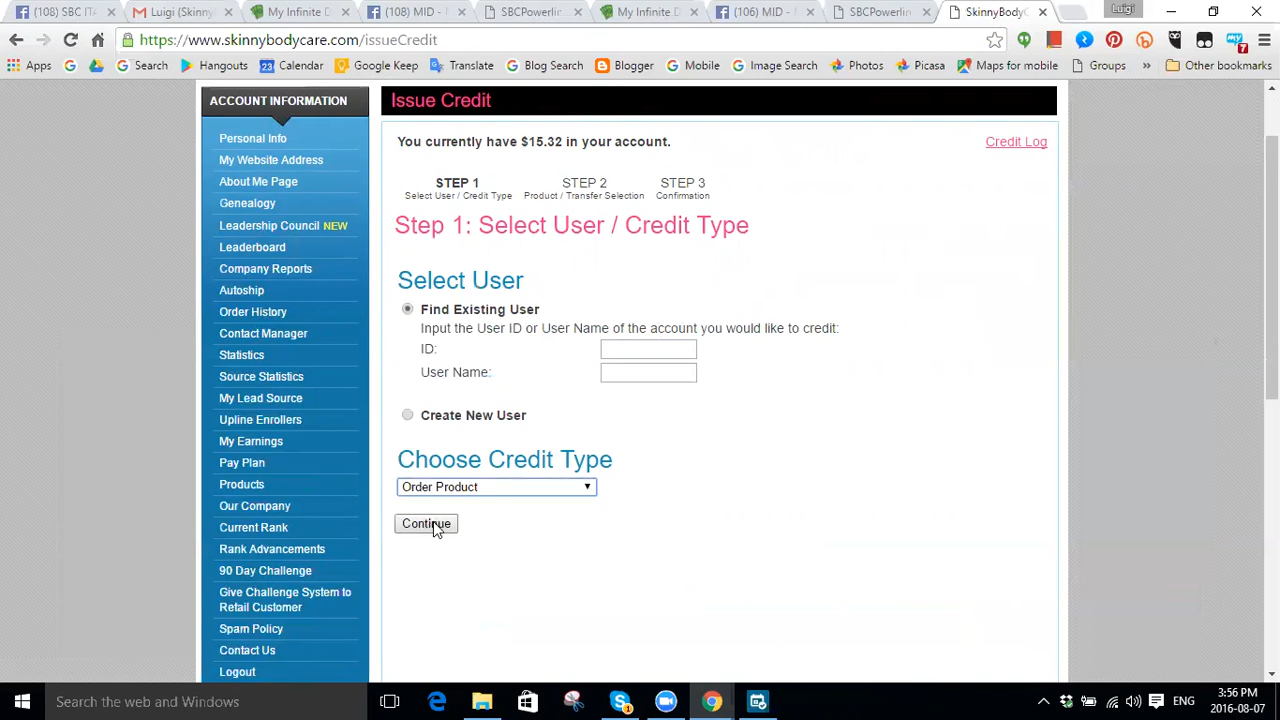 (108) SBC ITA
Luigi (Skinny
My Infinite D
(108) MID -
SBCPowerlin
My Infinite D
(106) MID -
SBCPowerlin
SkinnyBodyC
Luigi
https://www.skinnybodycare.com/issueCredit
Apps
Search
Hangouts
23 Calendar
Google Keep
Translate
Blog Search
Blogger
Mobile
Image Search
Photos
Picasa
Maps for mobile
Groups
»
Other bookmarks
ACCOUNT INFORMATION
Personal Info
My Website Address
About Me Page
Genealogy
Leadership Council NEW
Leaderboard
Company Reports
Autoship
Order History
Contact Manager
Statistics
Source Statistics
My Lead Source
Upline Enrollers
My Earnings
Pay Plan
Products
Our Company
Current Rank
Rank Advancements
90 Day Challenge
Give Challenge System to
Retail Customer
Spam Policy
Contact Us
Logout
Issue Credit
You currently have $15.32 in your account.
Credit Log
STEP 1
Select User / Credit Type
STEP 2
Product / Transfer Selection
STEP 3
Confirmation
Step 1: Select User / Credit Type
Select User
Find Existing User
Input the User ID or User Name of the account you would like to credit:
ID:
User Name:
Create New User
Choose Credit Type
Order Product
Continue
Search the web and Windows
ENG
3:56 PM
2016-08-07